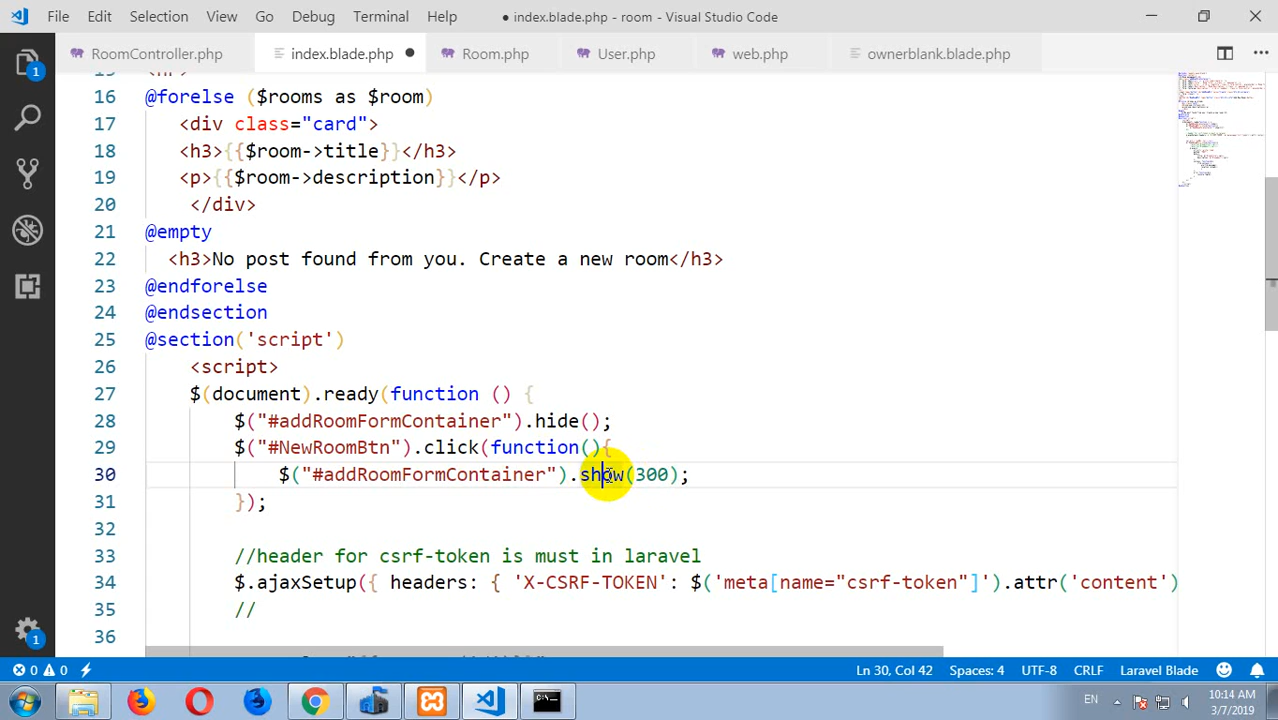 File Edit Selection View Go Debug Terminal Help
● index.blade.php - room - Visual Studio Code
RoomController.php index.blade.php ● Room.php User.php web.php ownerblank.blade.php
16 @forelse ($rooms as $room)
17 <div class="card">
18 <h3>{{$room->title}}</h3>
19 <p>{{$room->description}}</p>
20 </div>
21 @empty
22 <h3>No post found from you. Create a new room</h3>
23 @endforelse
24 @endsection
25 @section('script')
26 <script>
27 $(document).ready(function () {
28 $("#addRoomFormContainer").hide();
29 $("#NewRoomBtn").click(function(){
30 $("#addRoomFormContainer").show(300);
31 });
32
33 //header for csrf-token is must in laravel
34 $.ajaxSetup({ headers: { 'X-CSRF-TOKEN': $('meta[name="csrf-token"]').attr('content')
35 //
36
1
1
0 0 Ln 30, Col 42 Spaces: 4 UTF-8 CRLF Laravel Blade
EN 10:14 AM
3/7/2019